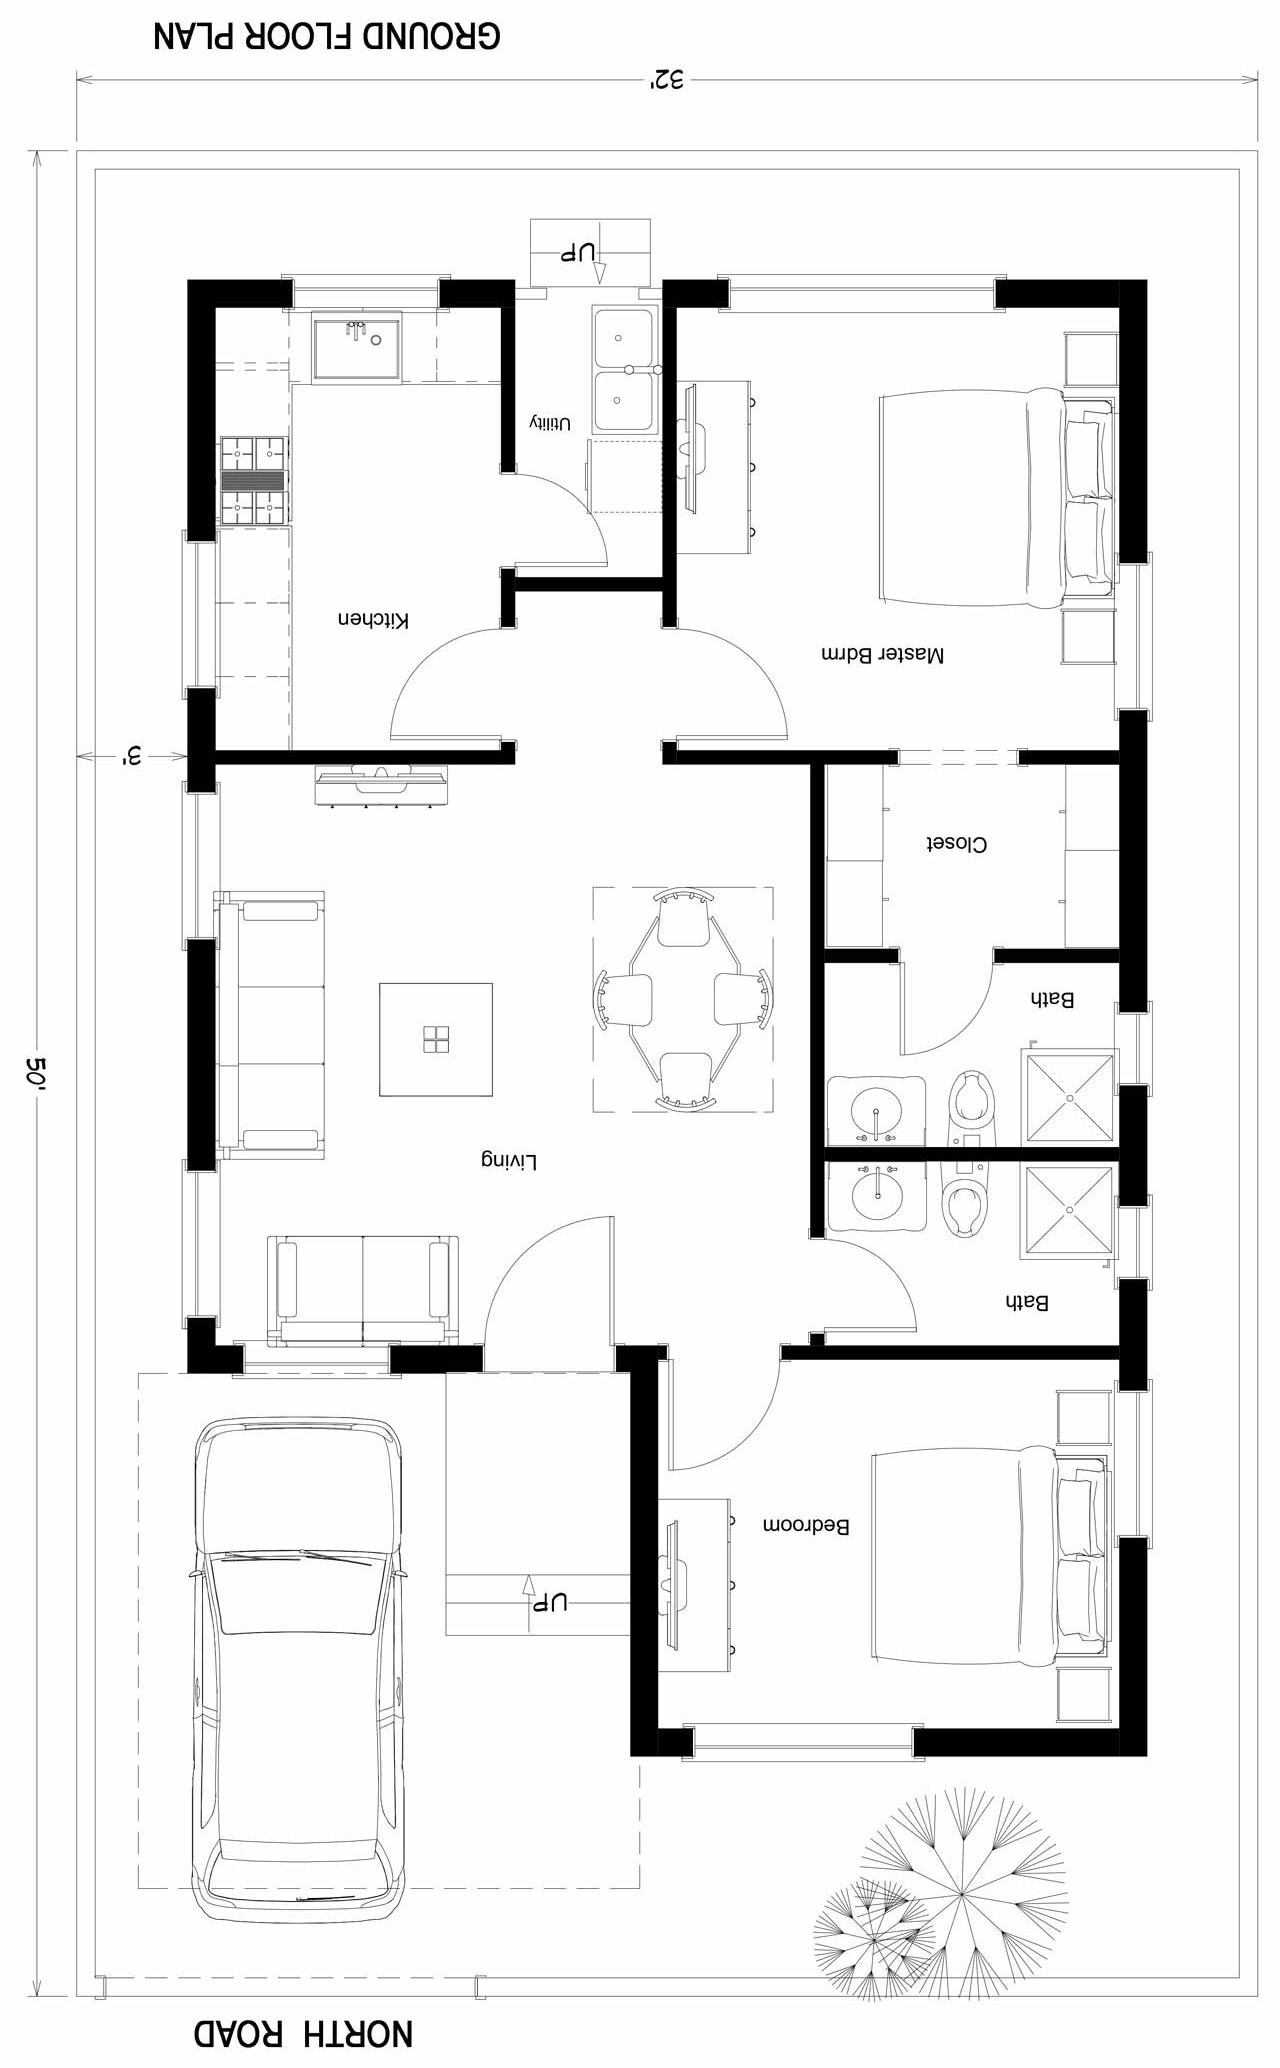 NORTH ROAD
UP
Bedroom
Bath
Living
Bath
50'
Closet
3'
Master Bdrm
Kitchen
Utility
UP
32'
GROUND FLOOR PLAN